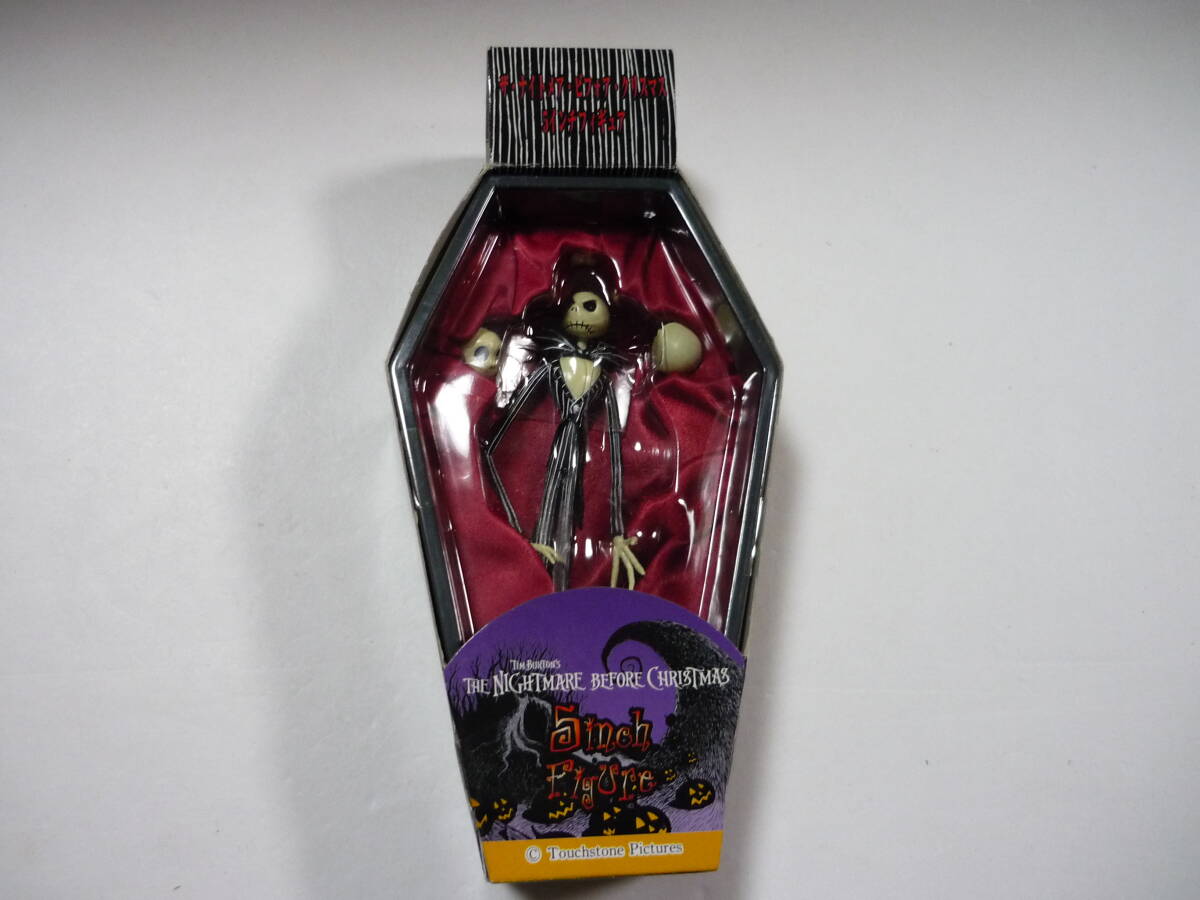 ザ・ナイトメア・ビフォア・クリスマス
5インチフィギュア
TIM BURTON'S
THE NIGHTMARE BEFORE CHRISTMAS
5inch
Figure
© Touchstone Pictures